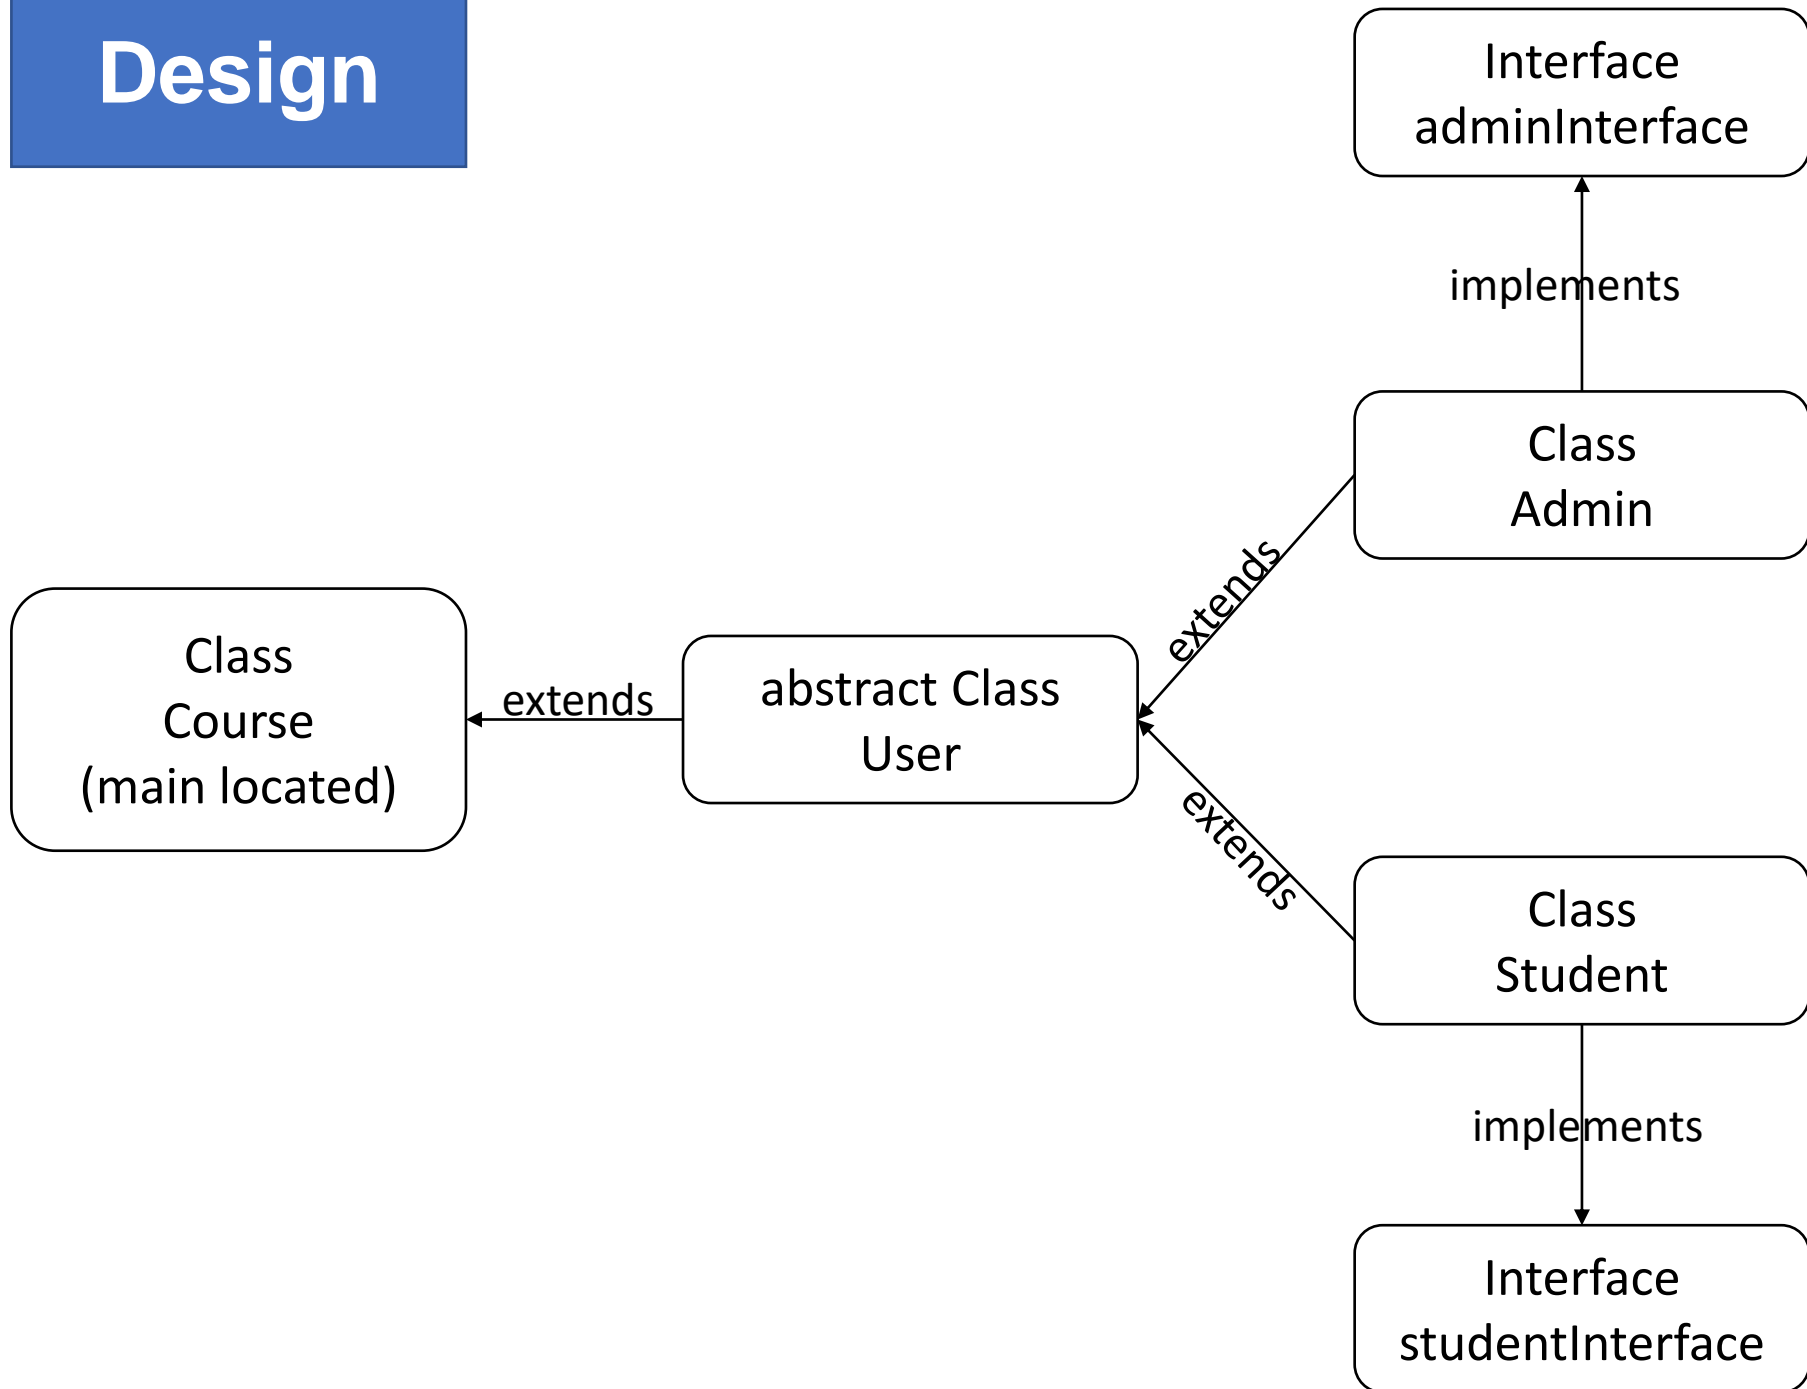 Design
Interface
adminInterface
implements
Class
Admin
extends
Class
Course
(main located)
extends
abstract Class
User
extends
Class
Student
implements
Interface
studentInterface